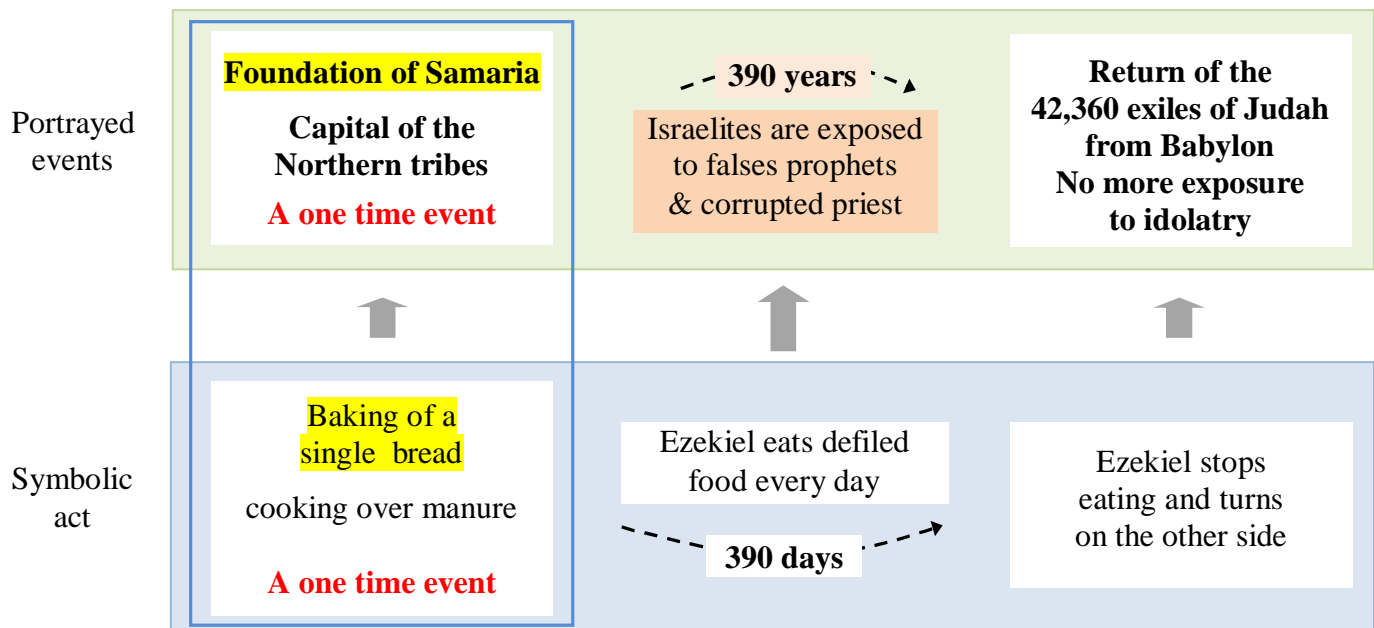 Portrayed
events
Foundation of Samaria
Capital of the
Northern tribes
A one time event
390 years
Israelites are exposed
to falses prophets
& corrupted priest
Return of the
42,360 exiles of Judah
from Babylon
No more exposure
to idolatry
Symbolic
act
Baking of a
single bread
cooking over manure
A one time event
Ezekiel eats defiled
food every day
390 days
Ezekiel stops
eating and turns
on the other side